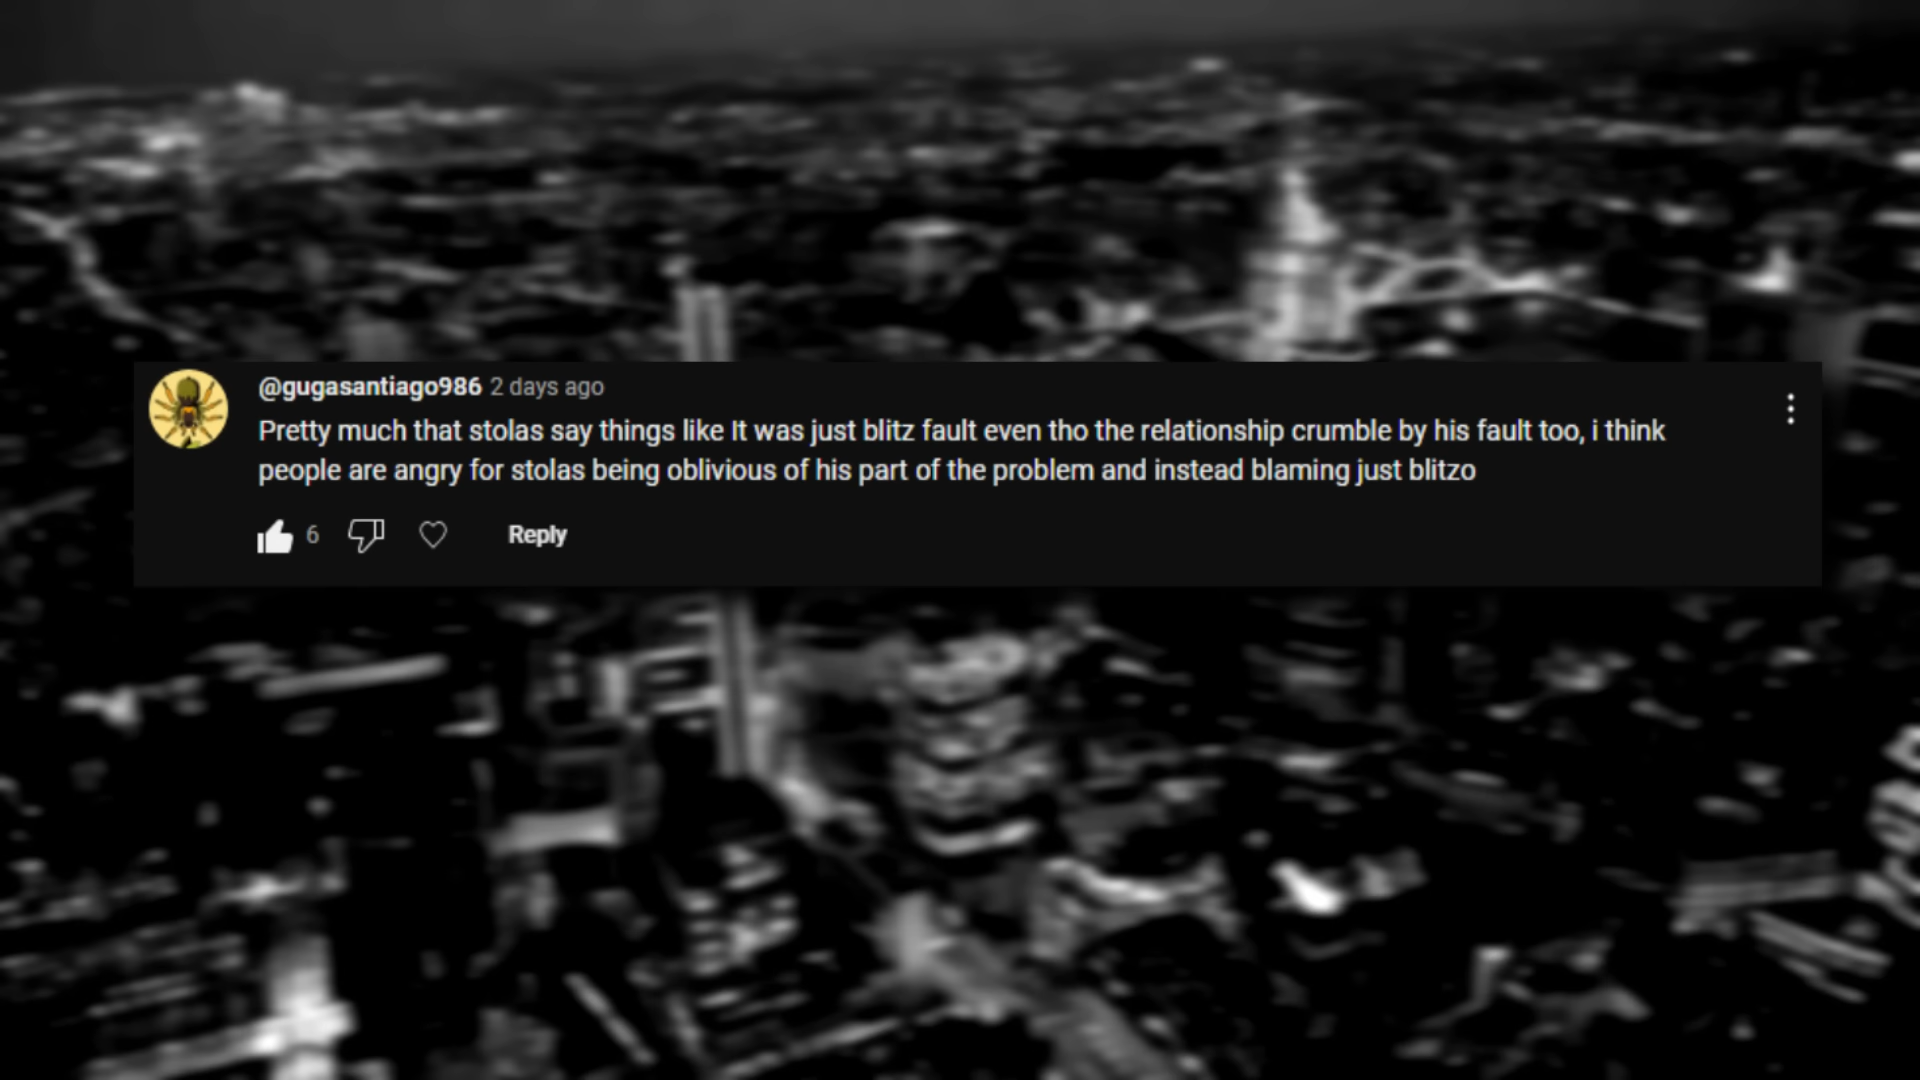 @gugasantiago986 2 days ago
Pretty much that stolas say things like It was just blitz fault even tho the relationship crumble by his fault too, i think
people are angry for stolas being oblivious of his part of the problem and instead blaming just blitzo
6 Reply